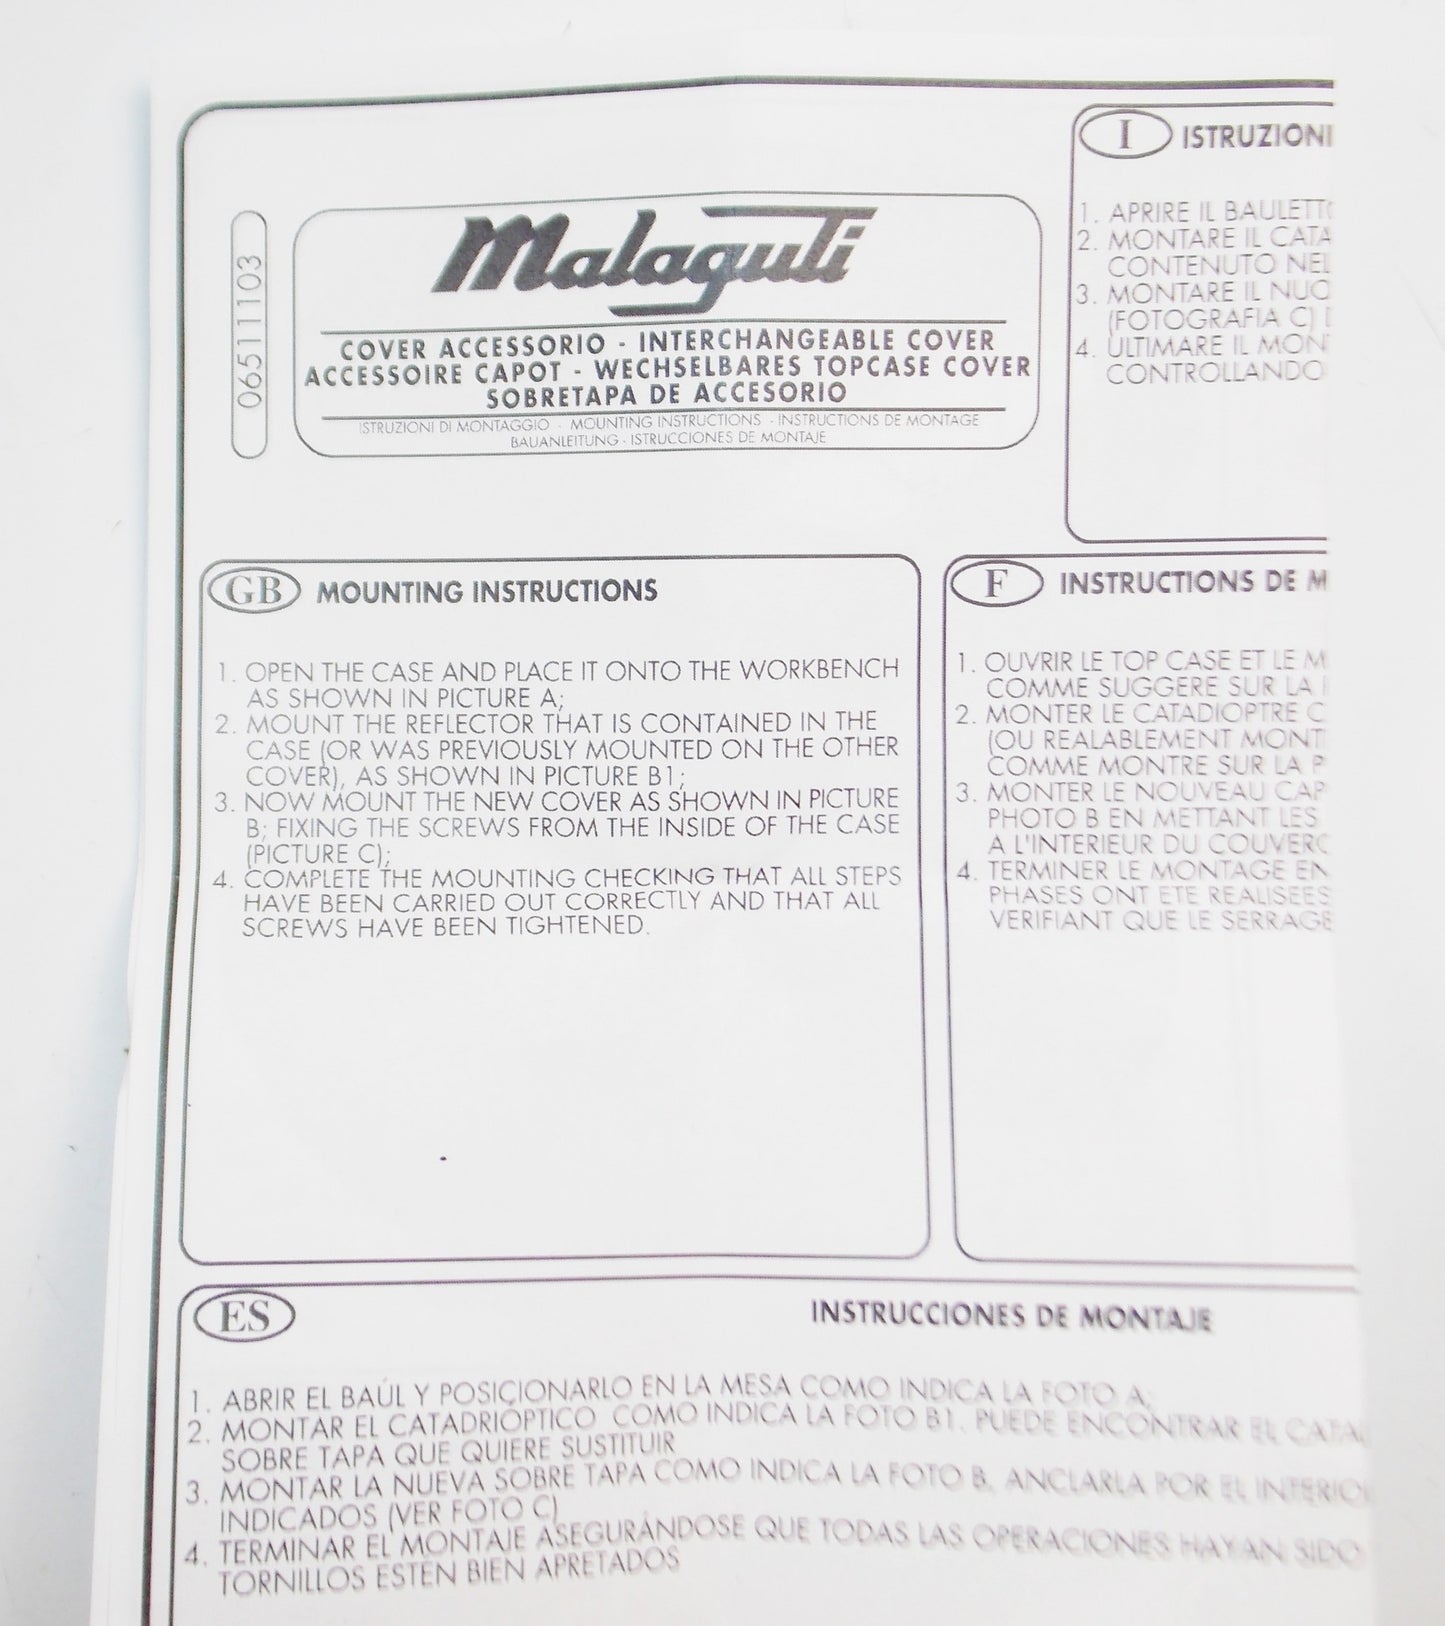 06511103
Malaguti
COVER ACCESSORIO - INTERCHANGEABLE COVER
ACCESSOIRE CAPOT - WECHSELBARES TOPCASE COVER
SOBRETAPA DE ACCESORIO
ISTRUZIONI DI MONTAGGIO - MOUNTING INSTRUCTIONS - INSTRUCTIONS DE MONTAGE
BAUANLEITUNG - ISTRUCCIONES DE MONTAJE
I ISTRUZIONI
1. APRIRE IL BAULETTO
2. MONTARE IL CATA
CONTENUTO NEL
3. MONTARE IL NUO
(FOTOGRAFIA C)
4. ULTIMARE IL MON
CONTROLLANDO
GB MOUNTING INSTRUCTIONS
1. OPEN THE CASE AND PLACE IT ONTO THE WORKBENCH
AS SHOWN IN PICTURE A;
2. MOUNT THE REFLECTOR THAT IS CONTAINED IN THE
CASE (OR WAS PREVIOUSLY MOUNTED ON THE OTHER
COVER), AS SHOWN IN PICTURE B1;
3. NOW MOUNT THE NEW COVER AS SHOWN IN PICTURE
B; FIXING THE SCREWS FROM THE INSIDE OF THE CASE
(PICTURE C);
4. COMPLETE THE MOUNTING CHECKING THAT ALL STEPS
HAVE BEEN CARRIED OUT CORRECTLY AND THAT ALL
SCREWS HAVE BEEN TIGHTENED.
F INSTRUCTIONS DE M
1. OUVRIR LE TOP CASE ET LE M
COMME SUGGERE SUR LA
2. MONTER LE CATADIOPTRE C
(OU REALABLEMENT MONT
COMME MONTRE SUR LA P
3. MONTER LE NOUVEAU CAP
PHOTO B EN METTANT LES
A L'INTERIEUR DU COUVERC
4. TERMINER LE MONTAGE EN
PHASES ONT ETE REALISEES
VERIFIANT QUE LE SERRAGE
ES INSTRUCCIONES DE MONTAJE
1. ABRIR EL BAÚL Y POSICIONARLO EN LA MESA COMO INDICA LA FOTO A;
2. MONTAR EL CATADRIÓPTICO COMO INDICA LA FOTO B1. PUEDE ENCONTRAR EL CATA
SOBRE TAPA QUE QUIERE SUSTITUIR
3. MONTAR LA NUEVA SOBRE TAPA COMO INDICA LA FOTO B, ANCLARLA POR EL INTERIO
INDICADOS (VER FOTO C)
4. TERMINAR EL MONTAJE ASEGURÁNDOSE QUE TODAS LAS OPERACIONES HAYAN SIDO
TORNILLOS ESTEN BIEN APRETADOS